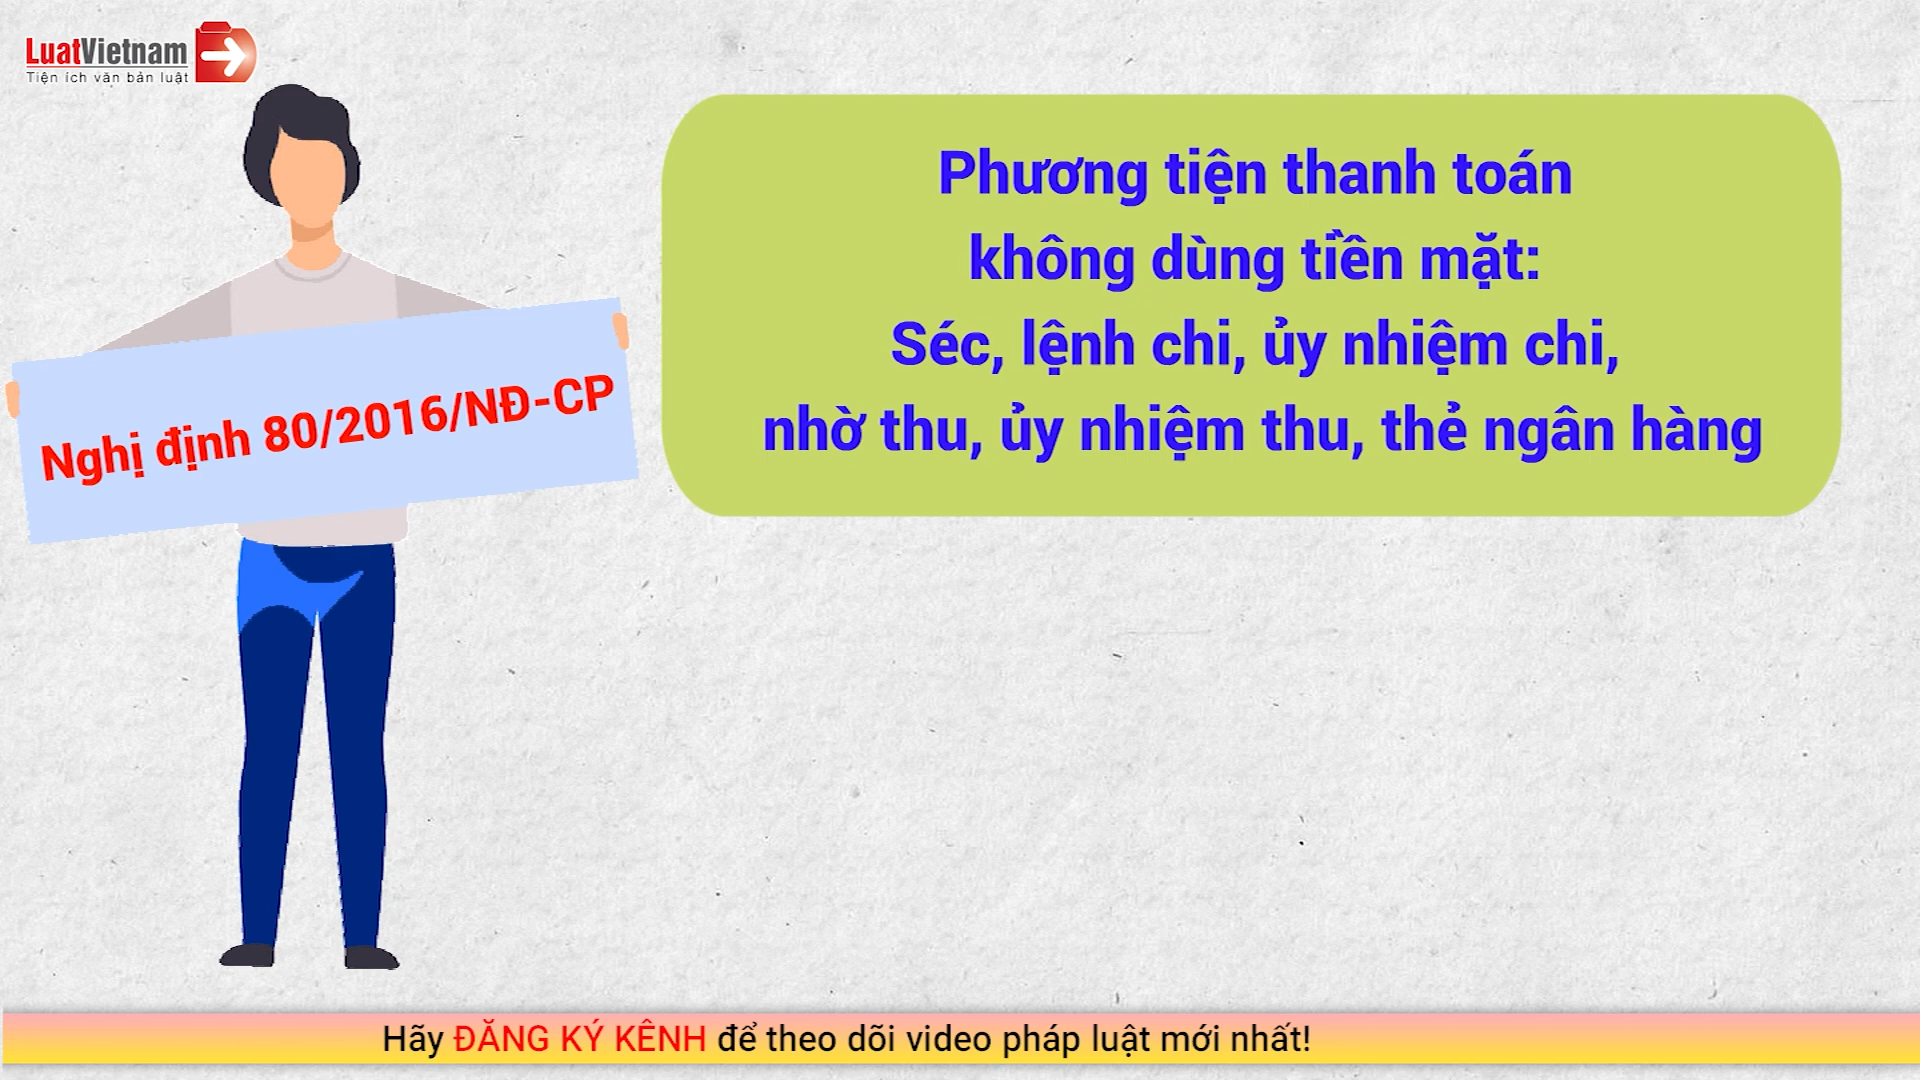 LuatVietnam
Tiện ích văn bản luật
Phương tiện thanh toán
không dùng tiền mặt:
Séc, lệnh chi, ủy nhiệm chi,
nhờ thu, ủy nhiệm thu, thẻ ngân hàng
Nghị định 80/2016/NĐ-CP
Hãy ĐĂNG KÝ KÊNH để theo dõi video pháp luật mới nhất!